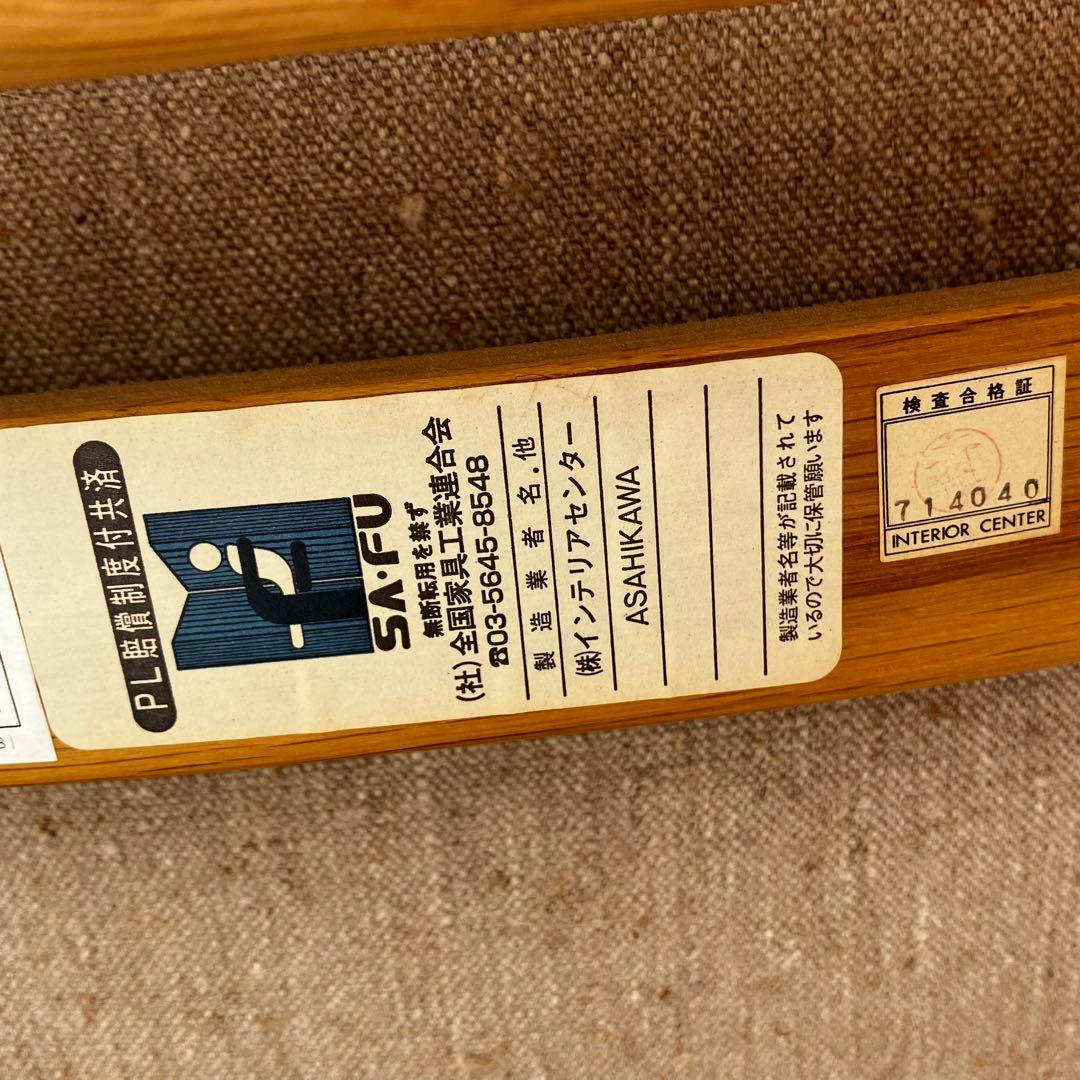 PL賠償制度付共済
SA・FU
無断転用を禁ず
(社)全国家具工業連合会
☎03-5645-8548
製造業者名・他
(株)インテリアセンター
ASAHIKAWA
製造業者名等が記載されて
いるので大切に保管願います
検査合格証
714040
INTERIOR CENTER